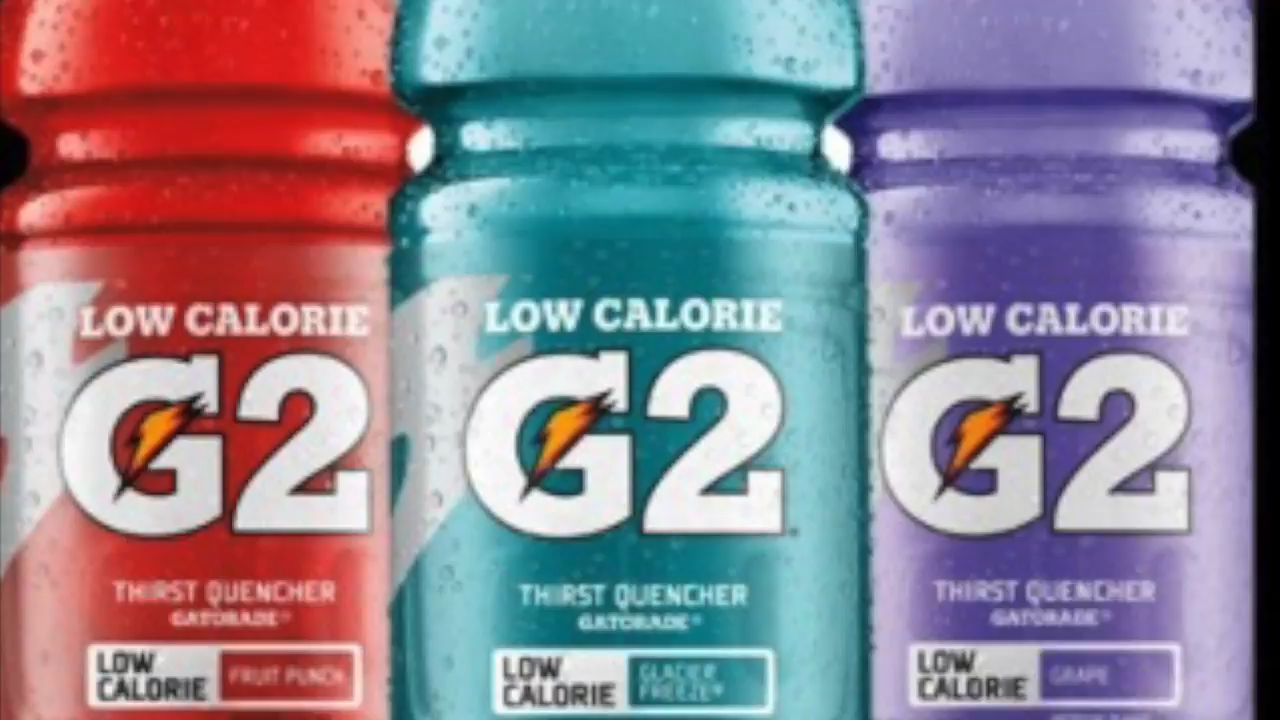 LOW CALORIE
G2
THIRST QUENCHER
GATORADE®
LOW
CALORIE
FRUIT PUNCH
LOW CALORIE
G2
THIRST QUENCHER
GATORADE®
LOW
CALORIE
GLACIER
FREEZE®
LOW CALORIE
G2
THIRST QUENCHER
GATORADE®
LOW
CALORIE
GRAPE